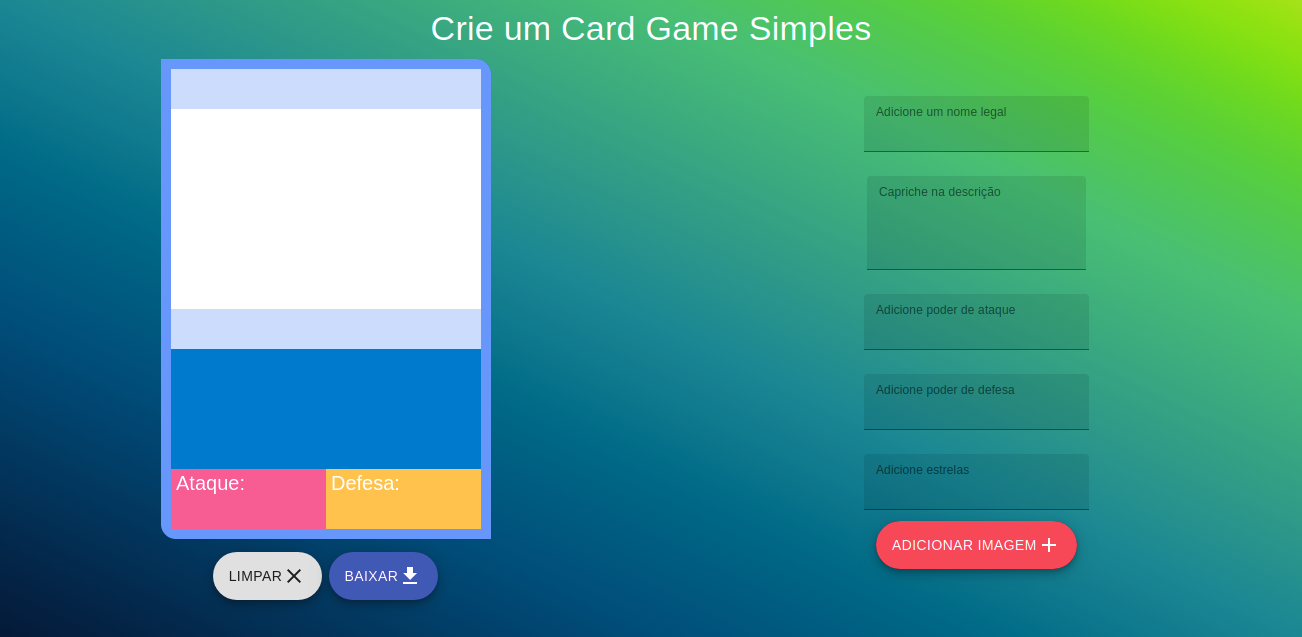 Crie um Card Game Simples
Ataque:
Defesa:
LIMPAR
BAIXAR
Adicione um nome legal
Capriche na descrição
Adicione poder de ataque
Adicione poder de defesa
Adicione estrelas
ADICIONAR IMAGEM